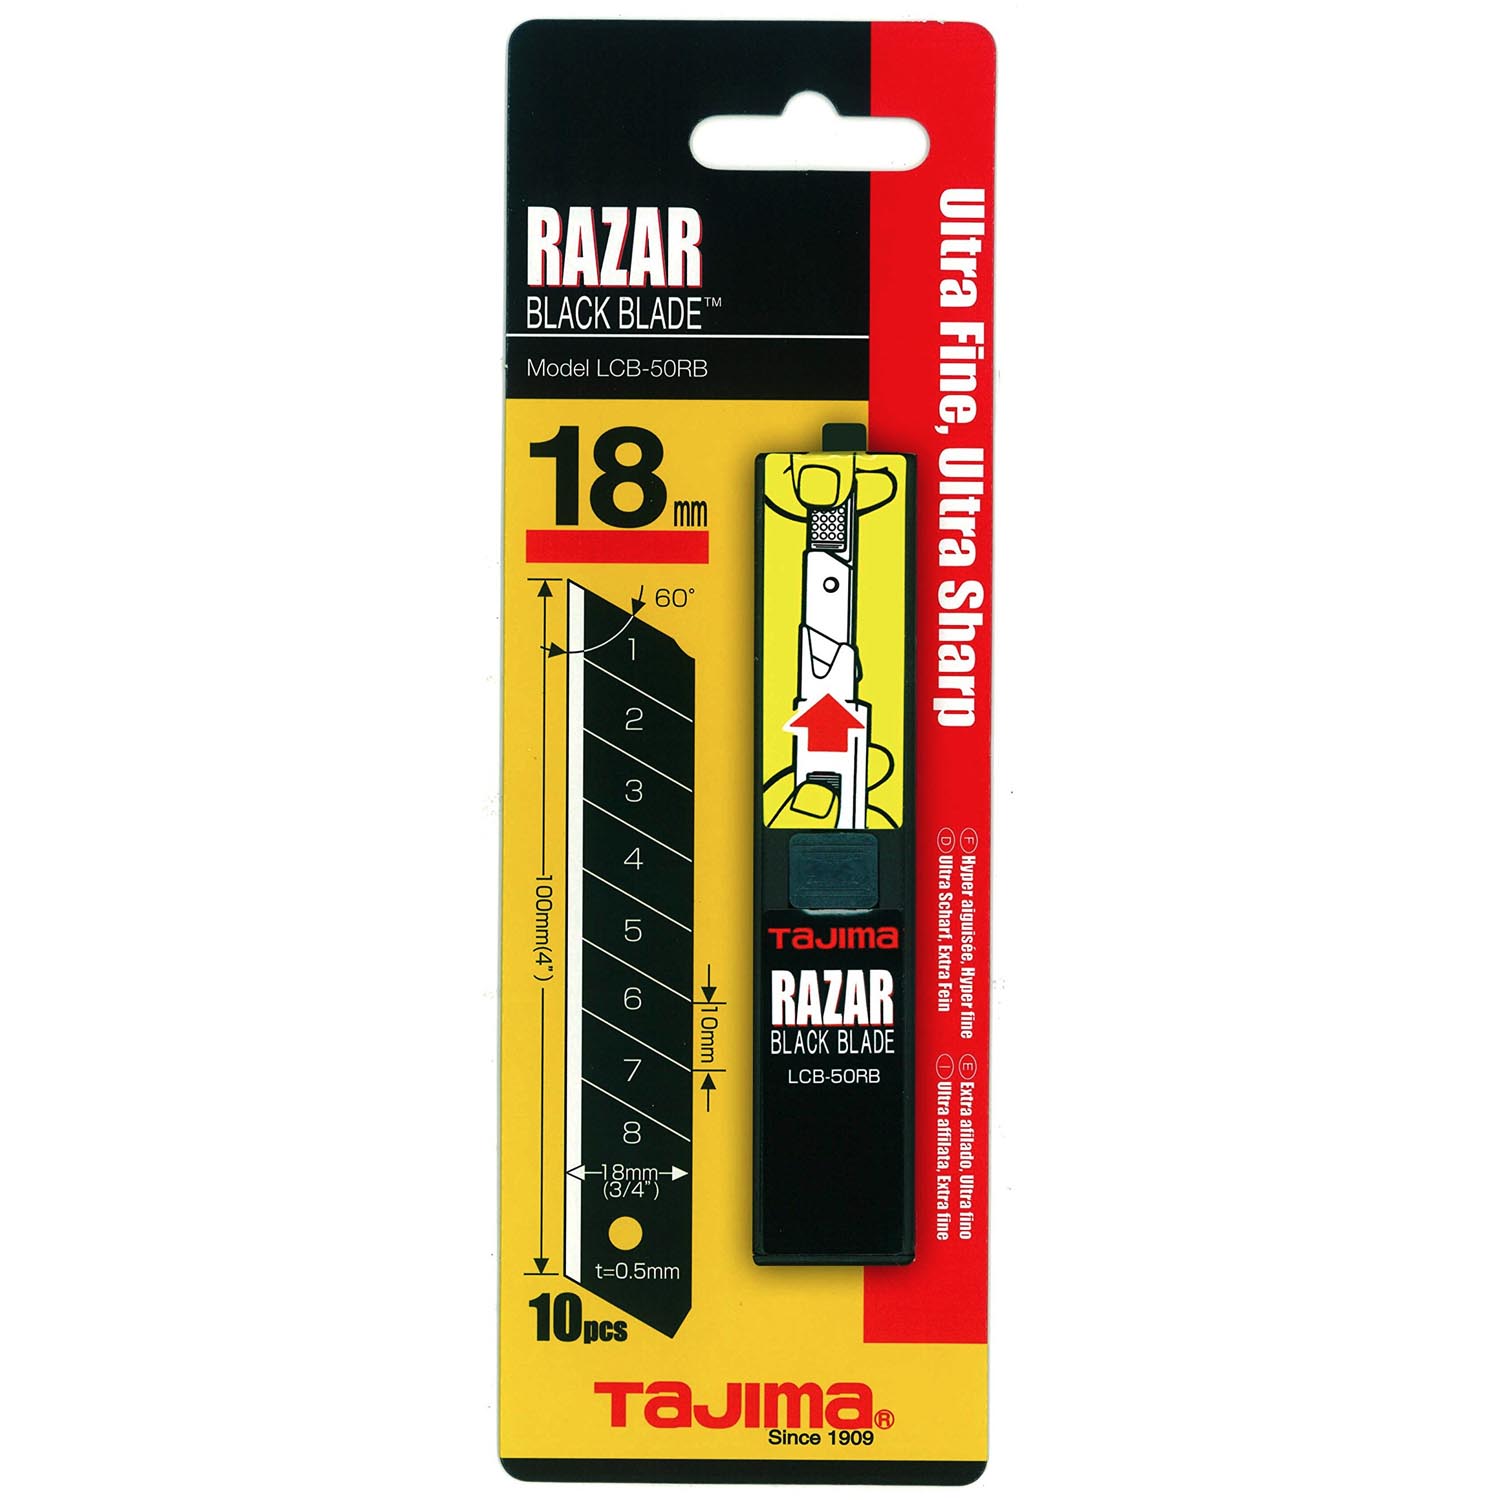 RAZAR
BLACK BLADE™
Model LCB-50RB
18mm
60°
1
2
3
4
5
6
7
8
100mm(4")
10mm
18mm
(3/4")
t=0.5mm
10pcs
TAJIMA
RAZAR
BLACK BLADE
LCB-50RB
Ultra Fine, Ultra Sharp
Ⓕ Hyper aiguisée, Hyper fine
Ⓓ Ultra Scharf, Extra Fein
Ⓔ Extra afilado, Ultra fino
Ⓘ Ultra affilata, Extra fine
TAJIMA®
Since 1909